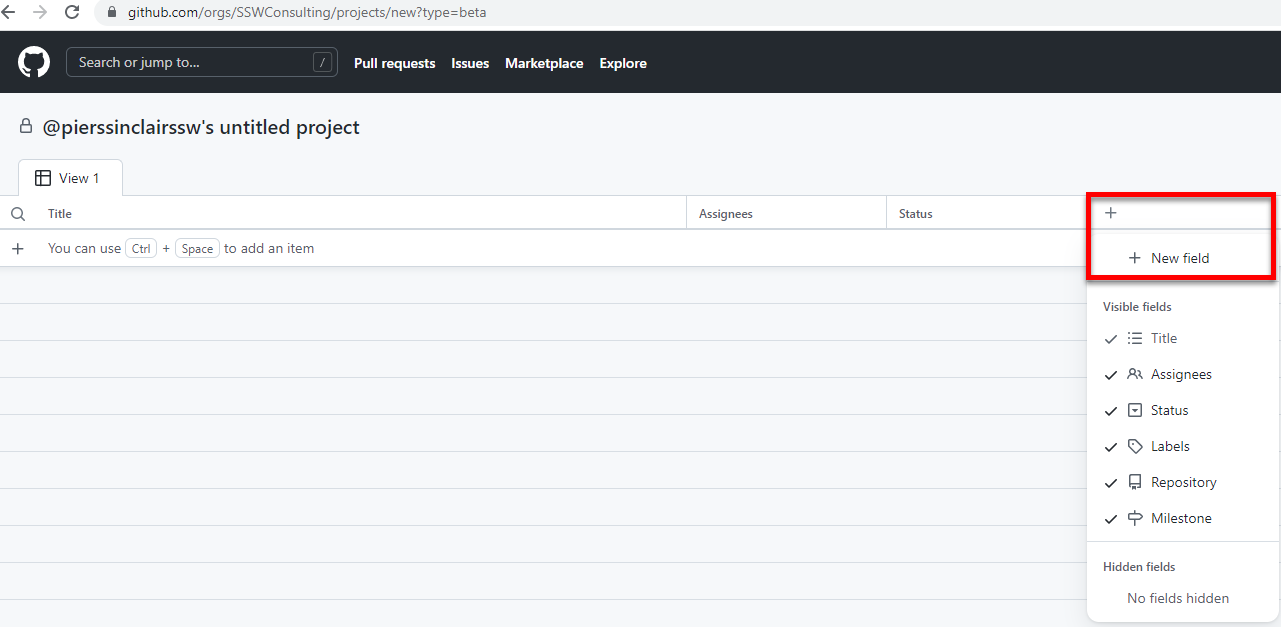 github.com/orgs/SSWConsulting/projects/new?type=beta
Search or jump to... / Pull requests Issues Marketplace Explore
@pierssinclairssw's untitled project
View 1
Title Assignees Status +
+ You can use Ctrl + Space to add an item
+ New field
Visible fields
Title
Assignees
Status
Labels
Repository
Milestone
Hidden fields
No fields hidden